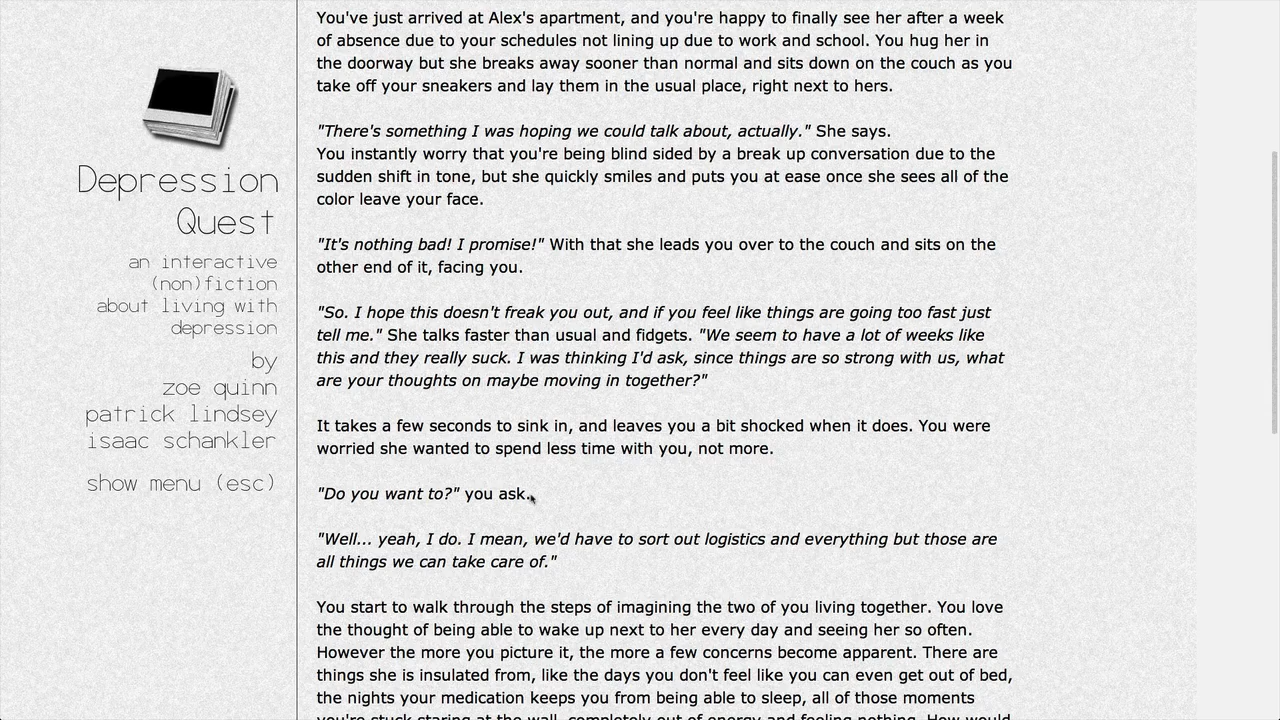 Depression
Quest
an interactive
(non)fiction
about living with
depression
by
zoe quinn
patrick lindsey
isaac schankler
show menu (esc)
You've just arrived at Alex's apartment, and you're happy to finally see her after a week
of absence due to your schedules not lining up due to work and school. You hug her in
the doorway but she breaks away sooner than normal and sits down on the couch as you
take off your sneakers and lay them in the usual place, right next to hers.
"There's something I was hoping we could talk about, actually." She says.
You instantly worry that you're being blind sided by a break up conversation due to the
sudden shift in tone, but she quickly smiles and puts you at ease once she sees all of the
color leave your face.
"It's nothing bad! I promise!" With that she leads you over to the couch and sits on the
other end of it, facing you.
"So. I hope this doesn't freak you out, and if you feel like things are going too fast just
tell me." She talks faster than usual and fidgets. "We seem to have a lot of weeks like
this and they really suck. I was thinking I'd ask, since things are so strong with us, what
are your thoughts on maybe moving in together?"
It takes a few seconds to sink in, and leaves you a bit shocked when it does. You were
worried she wanted to spend less time with you, not more.
"Do you want to?" you ask.
"Well... yeah, I do. I mean, we'd have to sort out logistics and everything but those are
all things we can take care of."
You start to walk through the steps of imagining the two of you living together. You love
the thought of being able to wake up next to her every day and seeing her so often.
However the more you picture it, the more a few concerns become apparent. There are
things she is insulated from, like the days you don't feel like you can even get out of bed,
the nights your medication keeps you from being able to sleep, all of those moments
you're stuck staring at the wall, completely out of energy and feeling nothing. How would